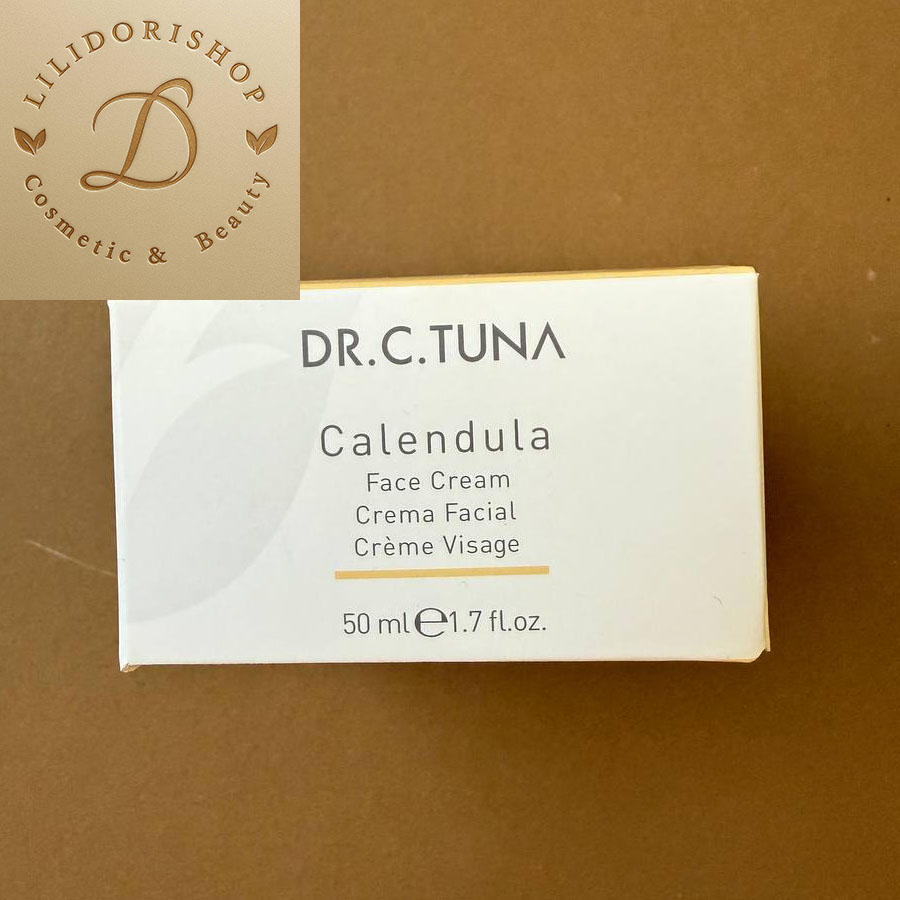 LILIDORISHOP
D
Cosmetic & Beauty
DR.C.TUNA
Calendula
Face Cream
Crema Facial
Crème Visage
50 ml℮1.7 fl.oz.